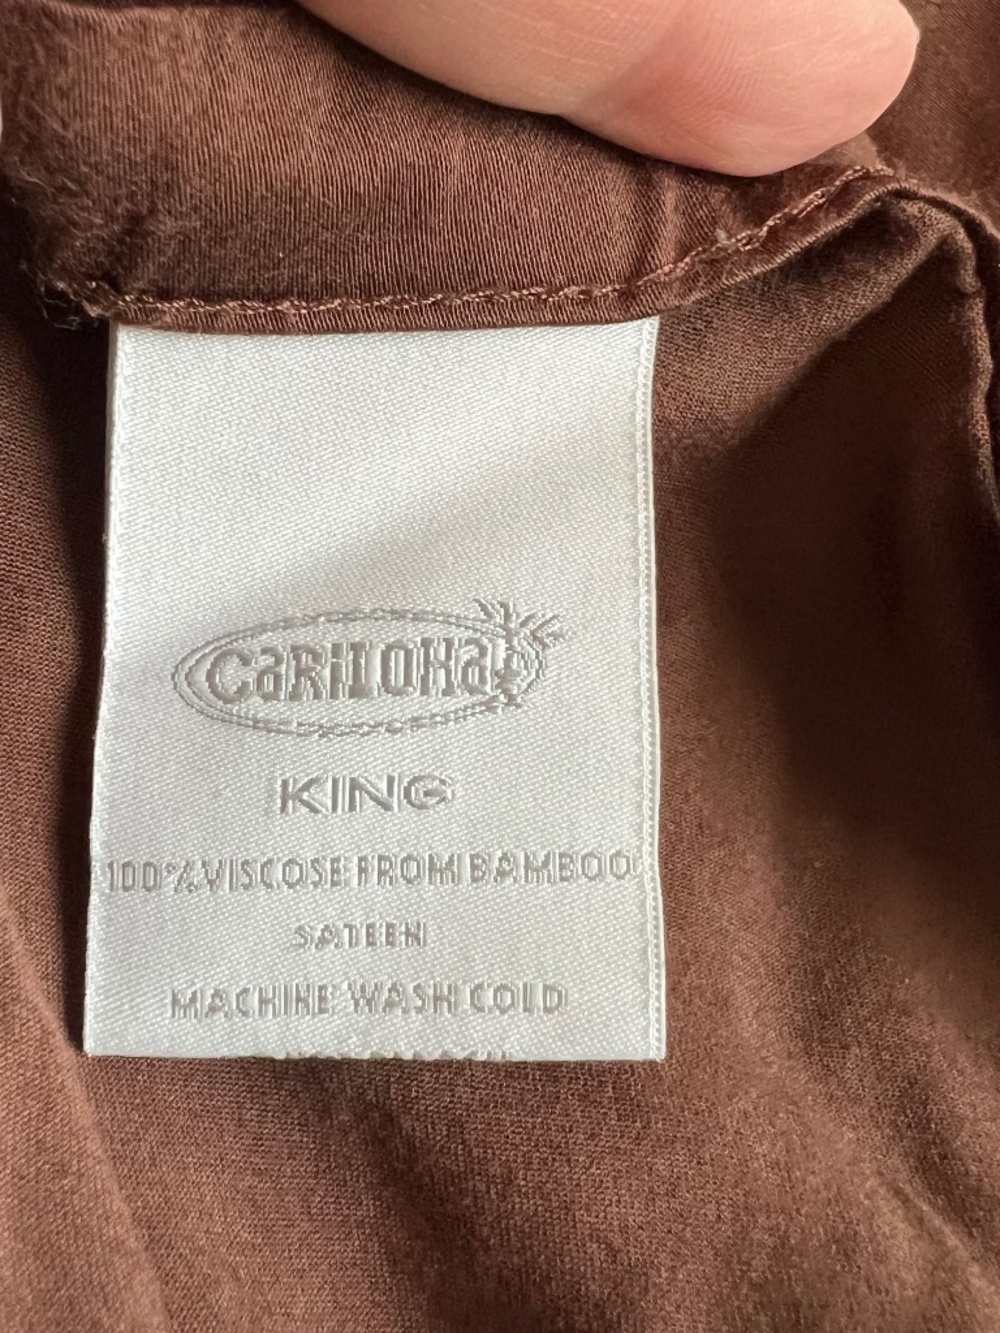 CARILOHA
KING
100% VISCOSE FROM BAMBOO
SATEEN
MACHINE WASH COLD